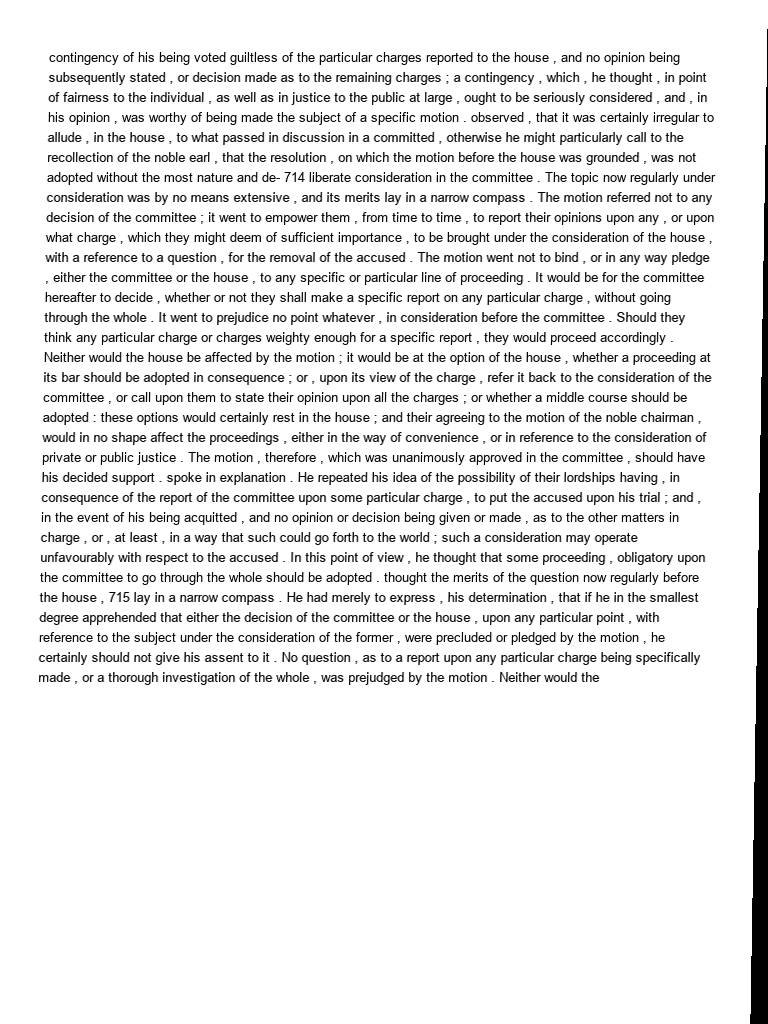 contingency of his being voted guiltless of the particular charges reported to the house , and no opinion being
subsequently stated , or decision made as to the remaining charges ; a contingency , which , he thought , in point
of fairness to the individual , as well as in justice to the public at large , ought to be seriously considered , and , in
his opinion , was worthy of being made the subject of a specific motion . observed , that it was certainly irregular to
allude , in the house , to what passed in discussion in a committed , otherwise he might particularly call to the
recollection of the noble earl , that the resolution , on which the motion before the house was grounded , was not
adopted without the most nature and de- 714 liberate consideration in the committee . The topic now regularly under
consideration was by no means extensive , and its merits lay in a narrow compass . The motion referred not to any
decision of the committee ; it went to empower them , from time to time , to report their opinions upon any , or upon
what charge , which they might deem of sufficient importance , to be brought under the consideration of the house ,
with a reference to a question , for the removal of the accused . The motion went not to bind , or in any way pledge
, either the committee or the house , to any specific or particular line of proceeding . It would be for the committee
hereafter to decide , whether or not they shall make a specific report on any particular charge , without going
through the whole . It went to prejudice no point whatever , in consideration before the committee . Should they
think any particular charge or charges weighty enough for a specific report , they would proceed accordingly .
Neither would the house be affected by the motion ; it would be at the option of the house , whether a proceeding at
its bar should be adopted in consequence ; or , upon its view of the charge , refer it back to the consideration of the
committee , or call upon them to state their opinion upon all the charges ; or whether a middle course should be
adopted : these options would certainly rest in the house ; and their agreeing to the motion of the noble chairman ,
would in no shape affect the proceedings , either in the way of convenience , or in reference to the consideration of
private or public justice . The motion , therefore , which was unanimously approved in the committee , should have
his decided support . spoke in explanation . He repeated his idea of the possibility of their lordships having , in
consequence of the report of the committee upon some particular charge , to put the accused upon his trial ; and ,
in the event of his being acquitted , and no opinion or decision being given or made , as to the other matters in
charge , or , at least , in a way that such could go forth to the world ; such a consideration may operate
unfavourably with respect to the accused . In this point of view , he thought that some proceeding , obligatory upon
the committee to go through the whole should be adopted . thought the merits of the question now regularly before
the house , 715 lay in a narrow compass . He had merely to express , his determination , that if he in the smallest
degree apprehended that either the decision of the committee or the house , upon any particular point , with
reference to the subject under the consideration of the former , were precluded or pledged by the motion , he
certainly should not give his assent to it . No question , as to a report upon any particular charge being specifically
made , or a thorough investigation of the whole , was prejudged by the motion . Neither would the